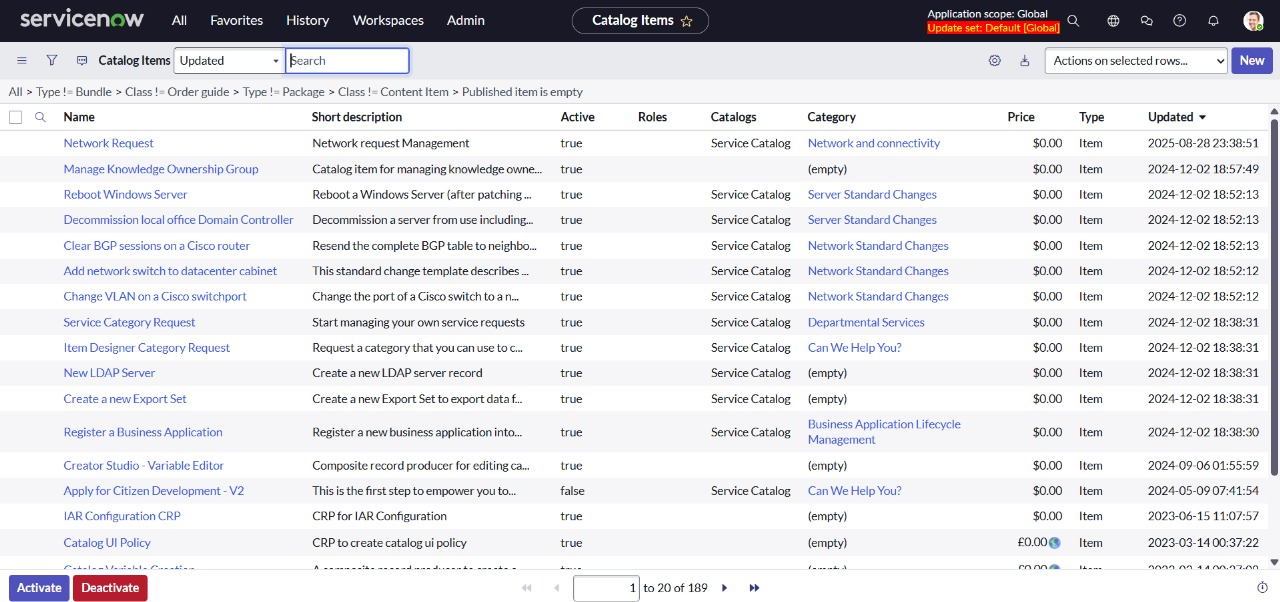 servicenow All Favorites History Workspaces Admin Catalog Items Application scope: Global
Update set: Default [Global]
Catalog Items Updated Search Actions on selected rows... New
All > Type != Bundle > Class != Order guide > Type != Package > Class != Content Item > Published item is empty
Name Short description Active Roles Catalogs Category Price Type Updated
Network Request Network request Management true Service Catalog Network and connectivity $0.00 Item 2025-08-28 23:38:51
Manage Knowledge Ownership Group Catalog item for managing knowledge owne... true (empty) $0.00 Item 2024-12-02 18:57:49
Reboot Windows Server Reboot a Windows Server (after patching ... true Service Catalog Server Standard Changes $0.00 Item 2024-12-02 18:52:13
Decommission local office Domain Controller Decommission a server from use including... true Service Catalog Server Standard Changes $0.00 Item 2024-12-02 18:52:13
Clear BGP sessions on a Cisco router Resend the complete BGP table to neighbo... true Service Catalog Network Standard Changes $0.00 Item 2024-12-02 18:52:13
Add network switch to datacenter cabinet This standard change template describes ... true Service Catalog Network Standard Changes $0.00 Item 2024-12-02 18:52:12
Change VLAN on a Cisco switchport Change the port of a Cisco switch to a n... true Service Catalog Network Standard Changes $0.00 Item 2024-12-02 18:52:12
Service Category Request Start managing your own service requests true Service Catalog Departmental Services $0.00 Item 2024-12-02 18:38:31
Item Designer Category Request Request a category that you can use to c... true Service Catalog Can We Help You? $0.00 Item 2024-12-02 18:38:31
New LDAP Server Create a new LDAP server record true Service Catalog (empty) $0.00 Item 2024-12-02 18:38:31
Create a new Export Set Create a new Export Set to export data f... true Service Catalog (empty) $0.00 Item 2024-12-02 18:38:31
Register a Business Application Register a new business application into... true Service Catalog Business Application Lifecycle Management $0.00 Item 2024-12-02 18:38:30
Creator Studio - Variable Editor Composite record producer for editing ca... true (empty) $0.00 Item 2024-09-06 01:55:59
Apply for Citizen Development - V2 This is the first step to empower you to... false Service Catalog Can We Help You? $0.00 Item 2024-05-09 07:41:54
IAR Configuration CRP CRP for IAR Configuration true (empty) $0.00 Item 2023-06-15 11:07:57
Catalog UI Policy CRP to create catalog ui policy true (empty) £0.00 Item 2023-03-14 00:37:22
Activate Deactivate 1 to 20 of 189